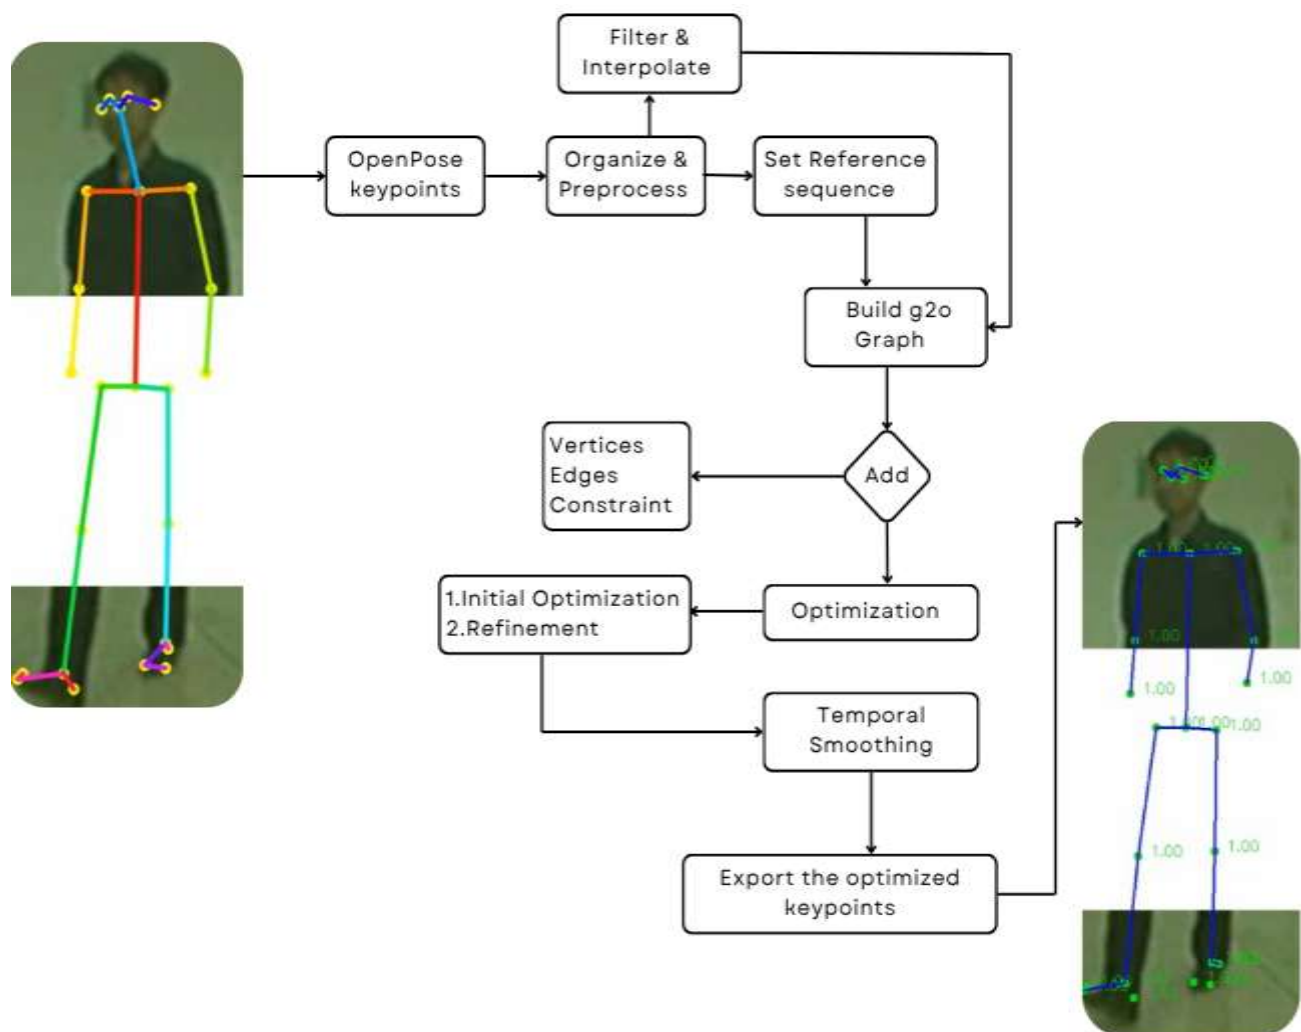 Filter &
Interpolate
OpenPose
keypoints
Organize &
Preprocess
Set Reference
sequence
Build g2o
Graph
Add
Vertices
Edges
Constraint
Optimization
1.Initial Optimization
2.Refinement
Temporal
Smoothing
Export the optimized
keypoints
1.00
1.00
1.00
1.00
1.00
1.00
1.00
1.00